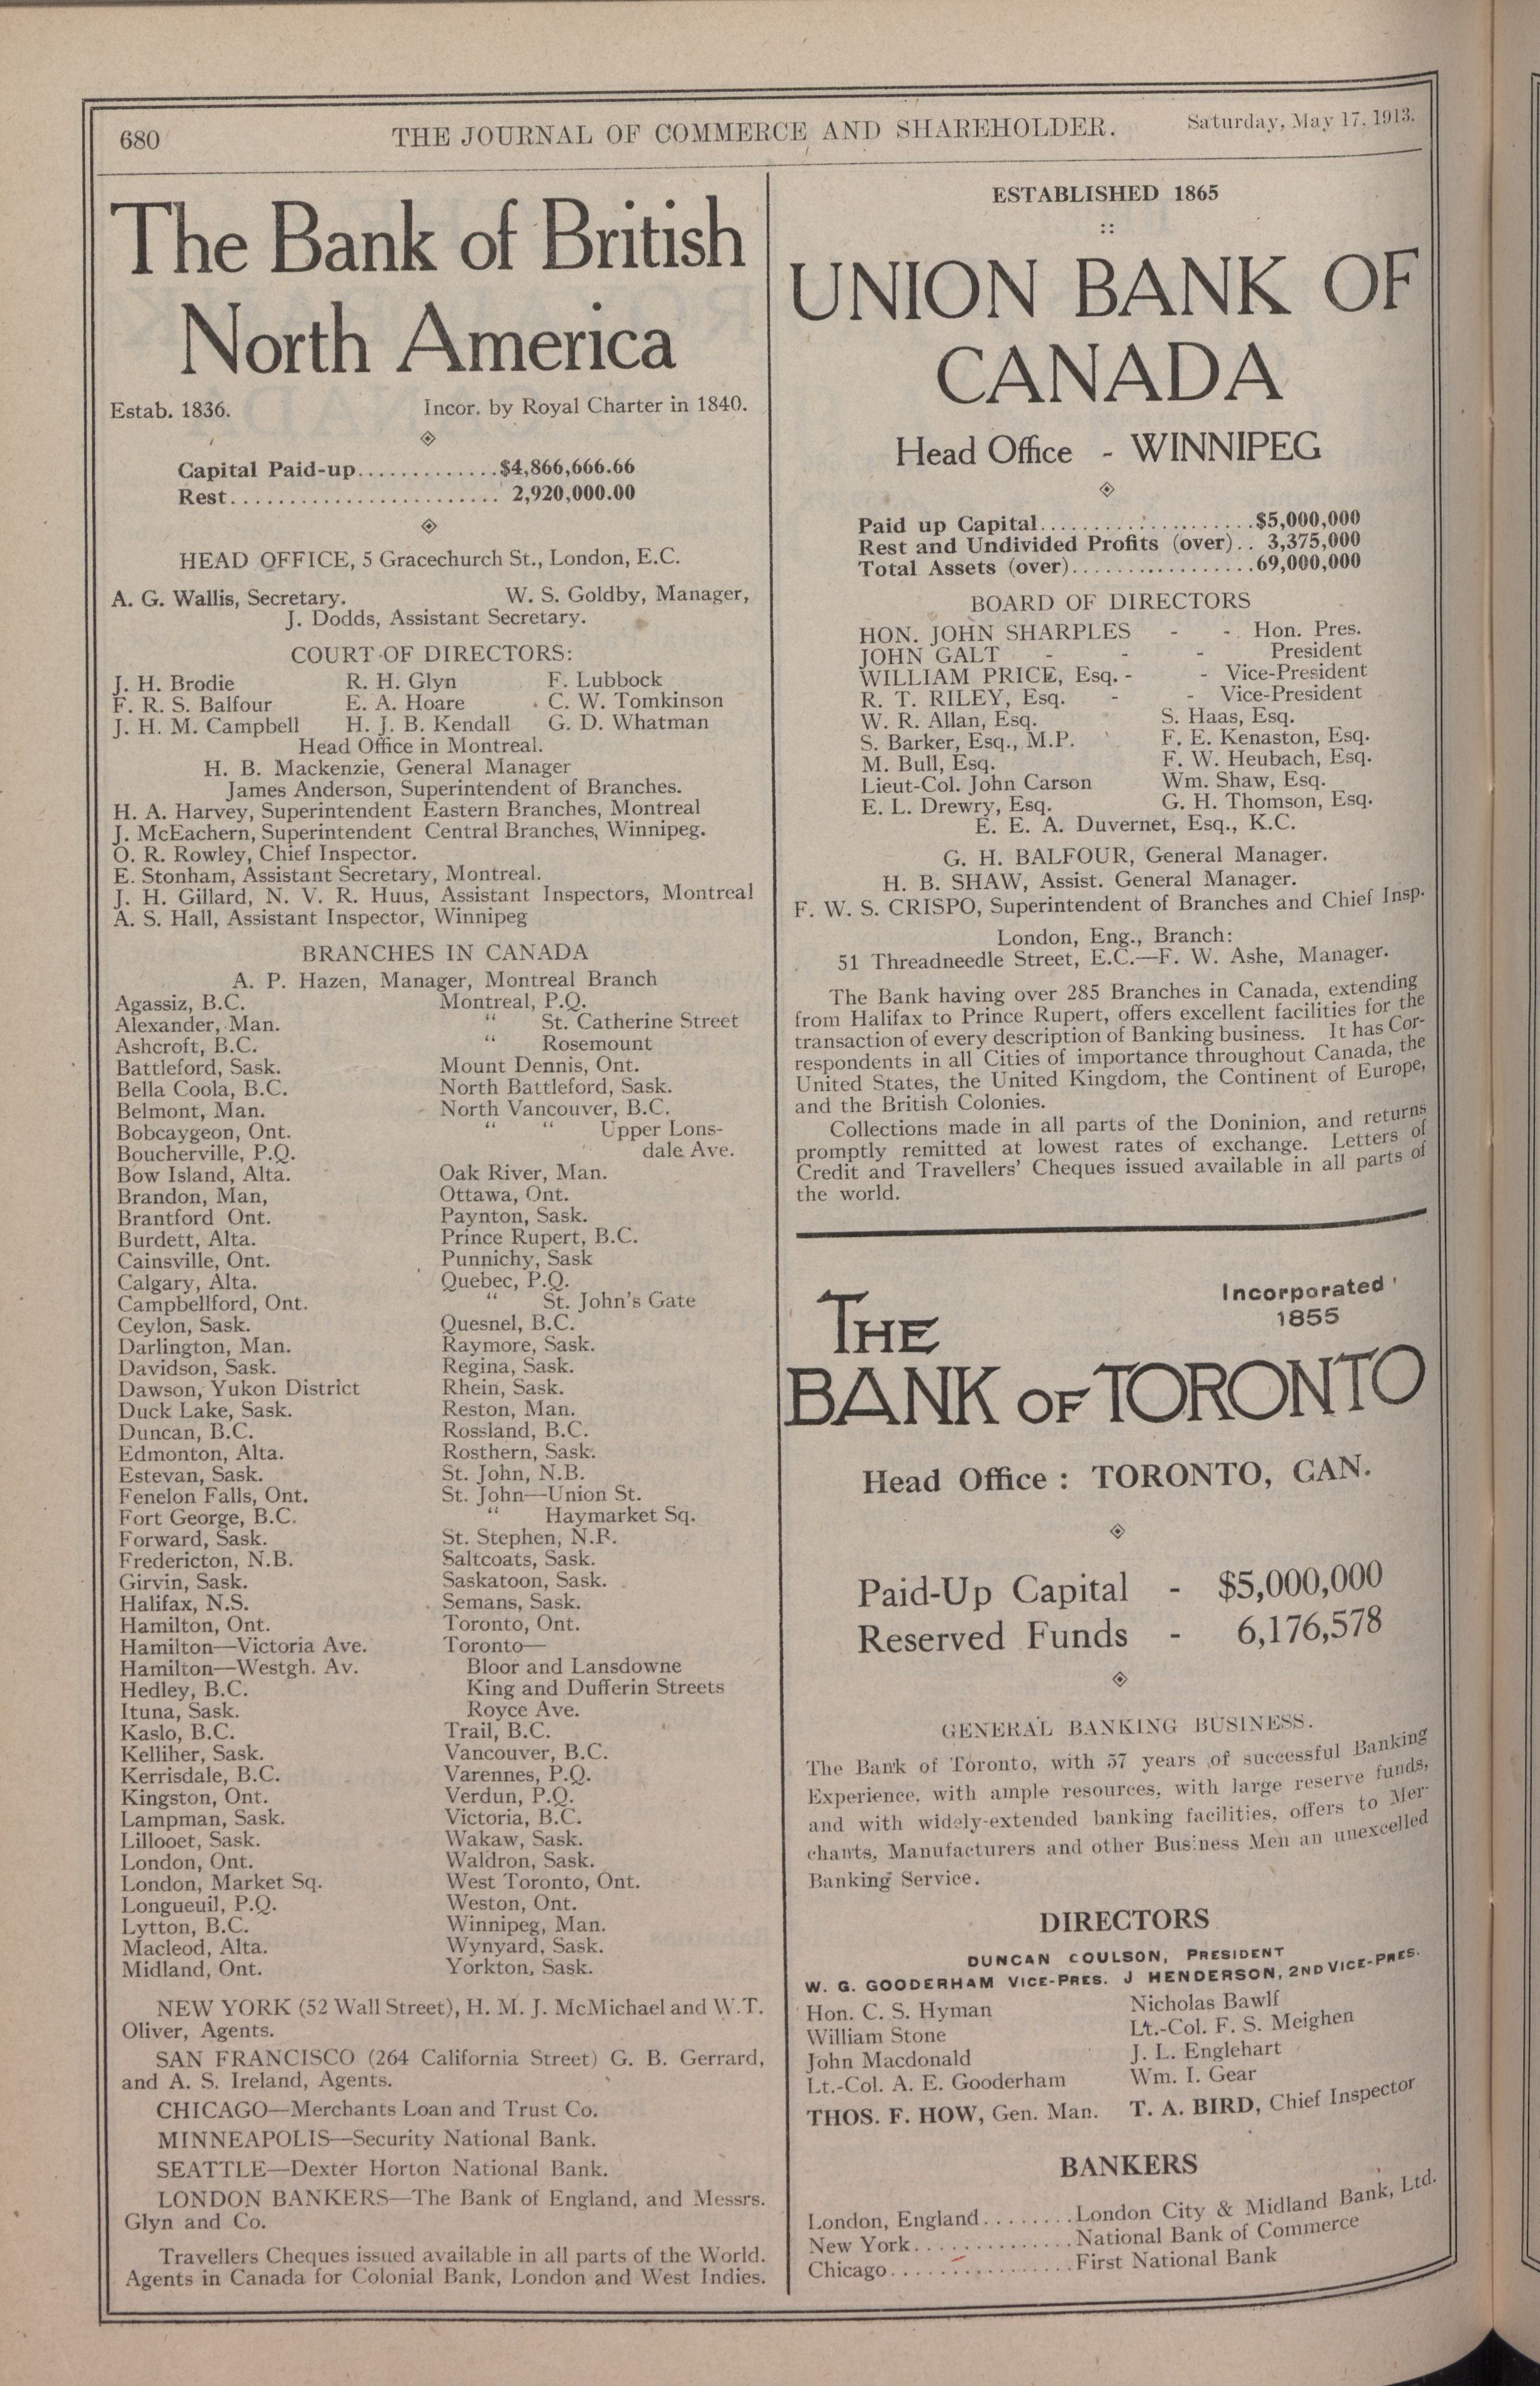 680
THE JOURNAL OF COMMERCE AND SHAREHOLDER.
Saturday, May 17, 1913.
The Bank of British
North America
Estab. 1836. Incor. by Royal Charter in 1840.
Capital Paid-up.............$4,866,666.66
Rest....................... 2,920,000.00
HEAD OFFICE, 5 Gracechurch St., London, E.C.
A. G. Wallis, Secretary. W. S. Goldby, Manager,
J. Dodds, Assistant Secretary.
COURT OF DIRECTORS:
J. H. Brodie R. H. Glyn F. Lubbock
F. R. S. Balfour E. A. Hoare C. W. Tomkinson
J. H. M. Campbell H. J. B. Kendall G. D. Whatman
Head Office in Montreal.
H. B. Mackenzie, General Manager
James Anderson, Superintendent of Branches.
H. A. Harvey, Superintendent Eastern Branches, Montreal
J. McEachern, Superintendent Central Branches, Winnipeg.
O. R. Rowley, Chief Inspector.
E. Stonham, Assistant Secretary, Montreal.
J. H. Gillard, N. V. R. Huus, Assistant Inspectors, Montreal
A. S. Hall, Assistant Inspector, Winnipeg
BRANCHES IN CANADA
A. P. Hazen, Manager, Montreal Branch
Agassiz, B.C.
Alexander, Man.
Ashcroft, B.C.
Battleford, Sask.
Bella Coola, B.C.
Belmont, Man.
Bobcaygeon, Ont.
Boucherville, P.Q.
Bow Island, Alta.
Brandon, Man,
Brantford Ont.
Burdett, Alta.
Cainsville, Ont.
Calgary, Alta.
Campbellford, Ont.
Ceylon, Sask.
Darlington, Man.
Davidson, Sask.
Dawson, Yukon District
Duck Lake, Sask.
Duncan, B.C.
Edmonton, Alta.
Estevan, Sask.
Fenelon Falls, Ont.
Fort George, B.C.
Forward, Sask.
Fredericton, N.B.
Girvin, Sask.
Halifax, N.S.
Hamilton, Ont.
Hamilton—Victoria Ave.
Hamilton—Westgh. Av.
Hedley, B.C.
Ituna, Sask.
Kaslo, B.C.
Kelliher, Sask.
Kerrisdale, B.C.
Kingston, Ont.
Lampman, Sask.
Lillooet, Sask.
London, Ont.
London, Market Sq.
Longueuil, P.Q.
Lytton, B.C.
Macleod, Alta.
Midland, Ont.
Montreal, P.Q.
“ St. Catherine Street
“ Rosemount
Mount Dennis, Ont.
North Battleford, Sask.
North Vancouver, B.C.
“ “ Upper Lons-
dale Ave.
Oak River, Man.
Ottawa, Ont.
Paynton, Sask.
Prince Rupert, B.C.
Punnichy, Sask
Quebec, P.Q.
“ St. John's Gate
Quesnel, B.C.
Raymore, Sask.
Regina, Sask.
Rhein, Sask.
Reston, Man.
Rossland, B.C.
Rosthern, Sask.
St. John, N.B.
St. John—Union St.
“ Haymarket Sq.
St. Stephen, N.B.
Saltcoats, Sask.
Saskatoon, Sask.
Semans, Sask.
Toronto, Ont.
Toronto—
Bloor and Lansdowne
King and Dufferin Streets
Royce Ave.
Trail, B.C.
Vancouver, B.C.
Varennes, P.Q.
Verdun, P.Q.
Victoria, B.C.
Wakaw, Sask.
Waldron, Sask.
West Toronto, Ont.
Weston, Ont.
Winnipeg, Man.
Wynyard, Sask.
Yorkton, Sask.
NEW YORK (52 Wall Street), H. M. J. McMichael and W.T.
Oliver, Agents.
SAN FRANCISCO (264 California Street) G. B. Gerrard,
and A. S. Ireland, Agents.
CHICAGO—Merchants Loan and Trust Co.
MINNEAPOLIS—Security National Bank.
SEATTLE—Dexter Horton National Bank.
LONDON BANKERS—The Bank of England, and Messrs.
Glyn and Co.
Travellers Cheques issued available in all parts of the World.
Agents in Canada for Colonial Bank, London and West Indies.
ESTABLISHED 1865
::
UNION BANK OF
CANADA
Head Office - WINNIPEG
Paid up Capital....................$5,000,000
Rest and Undivided Profits (over).. 3,375,000
Total Assets (over).................69,000,000
BOARD OF DIRECTORS
HON. JOHN SHARPLES - - Hon. Pres.
JOHN GALT - - - President
WILLIAM PRICE, Esq. - - Vice-President
R. T. RILEY, Esq. - - Vice-President
W. R. Allan, Esq. S. Haas, Esq.
S. Barker, Esq., M.P. F. E. Kenaston, Esq.
M. Bull, Esq. F. W. Heubach, Esq.
Lieut-Col. John Carson Wm. Shaw, Esq.
E. L. Drewry, Esq. G. H. Thomson, Esq.
E. E. A. Duvernet, Esq., K.C.
G. H. BALFOUR, General Manager.
H. B. SHAW, Assist. General Manager.
F. W. S. CRISPO, Superintendent of Branches and Chief Insp.
London, Eng., Branch:
51 Threadneedle Street, E.C.—F. W. Ashe, Manager.
The Bank having over 285 Branches in Canada, extending
from Halifax to Prince Rupert, offers excellent facilities for the
transaction of every description of Banking business. It has Cor-
respondents in all Cities of importance throughout Canada, the
United States, the United Kingdom, the Continent of Europe,
and the British Colonies.
Collections made in all parts of the Doninion, and returns
promptly remitted at lowest rates of exchange. Letters of
Credit and Travellers' Cheques issued available in all parts of
the world.
Incorporated
1855
THE
BANK OF TORONTO
Head Office : TORONTO, CAN.
Paid-Up Capital - $5,000,000
Reserved Funds - 6,176,578
GENERAL BANKING BUSINESS.
The Bank of Toronto, with 57 years of successful Banking
Experience, with ample resources, with large reserve funds,
and with widely-extended banking facilities, offers to Mer-
chants, Manufacturers and other Business Men an unexcelled
Banking Service.
DIRECTORS
DUNCAN COULSON, PRESIDENT
W. G. GOODERHAM VICE-PRES. J HENDERSON, 2ND VICE-PRES.
Hon. C. S. Hyman Nicholas Bawlf
William Stone Lt.-Col. F. S. Meighen
John Macdonald J. L. Englehart
Lt.-Col. A. E. Gooderham Wm. I. Gear
THOS. F. HOW, Gen. Man. T. A. BIRD, Chief Inspector
BANKERS
London, England........London City & Midland Bank, Ltd.
New York..............National Bank of Commerce
Chicago................First National Bank